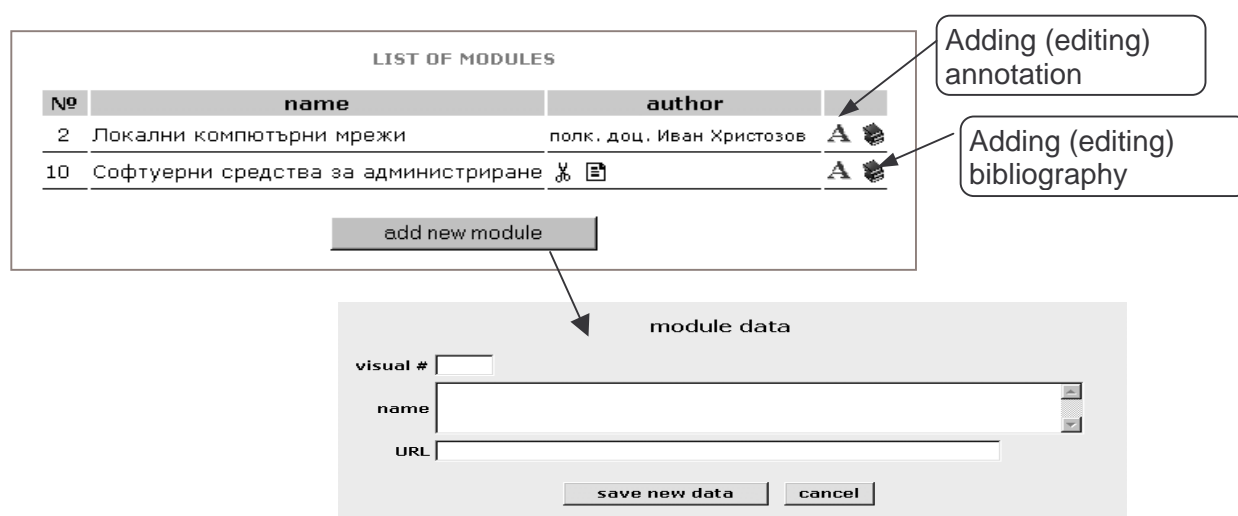 LIST OF MODULES
Adding (editing)
annotation
№ name author
2 Локални компютърни мрежи полк. доц. Иван Христозов A
Adding (editing)
bibliography
10 Софтуерни средства за администриране A
add new module
module data
visual #
name
URL
save new data cancel